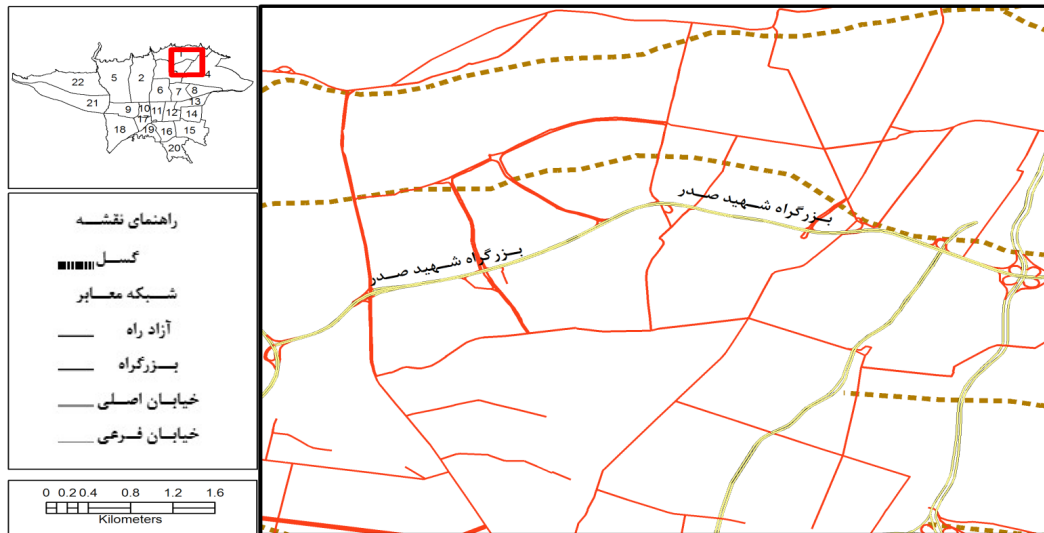 1
22
5
2
3
4
6
7
8
21
9
10
11
12
13
14
17
18
19
16
15
20
راهنمای نقشه
گسل
شبکه معابر
آزاد راه
بزرگراه
خیابان اصلی
خیابان فرعی
0 0.2 0.4 0.8 1.2 1.6
Kilometers
بزرگراه شهید صدر
بزرگراه شهید صدر